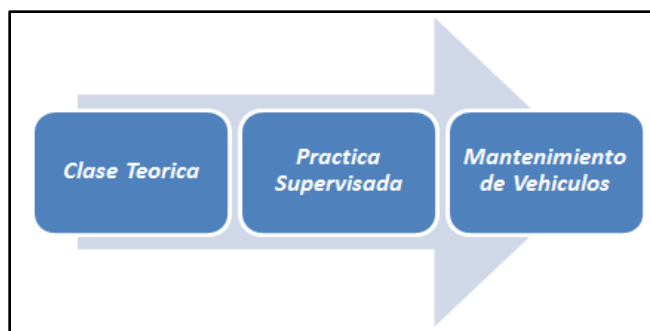 Clase Teorica
Practica
Supervisada
Mantenimiento
de Vehiculos